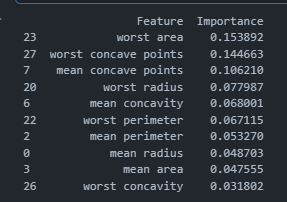 Feature Importance
23 worst area 0.153892
27 worst concave points 0.144663
7 mean concave points 0.106210
20 worst radius 0.077987
6 mean concavity 0.068001
22 worst perimeter 0.067115
2 mean perimeter 0.053270
0 mean radius 0.048703
3 mean area 0.047555
26 worst concavity 0.031802